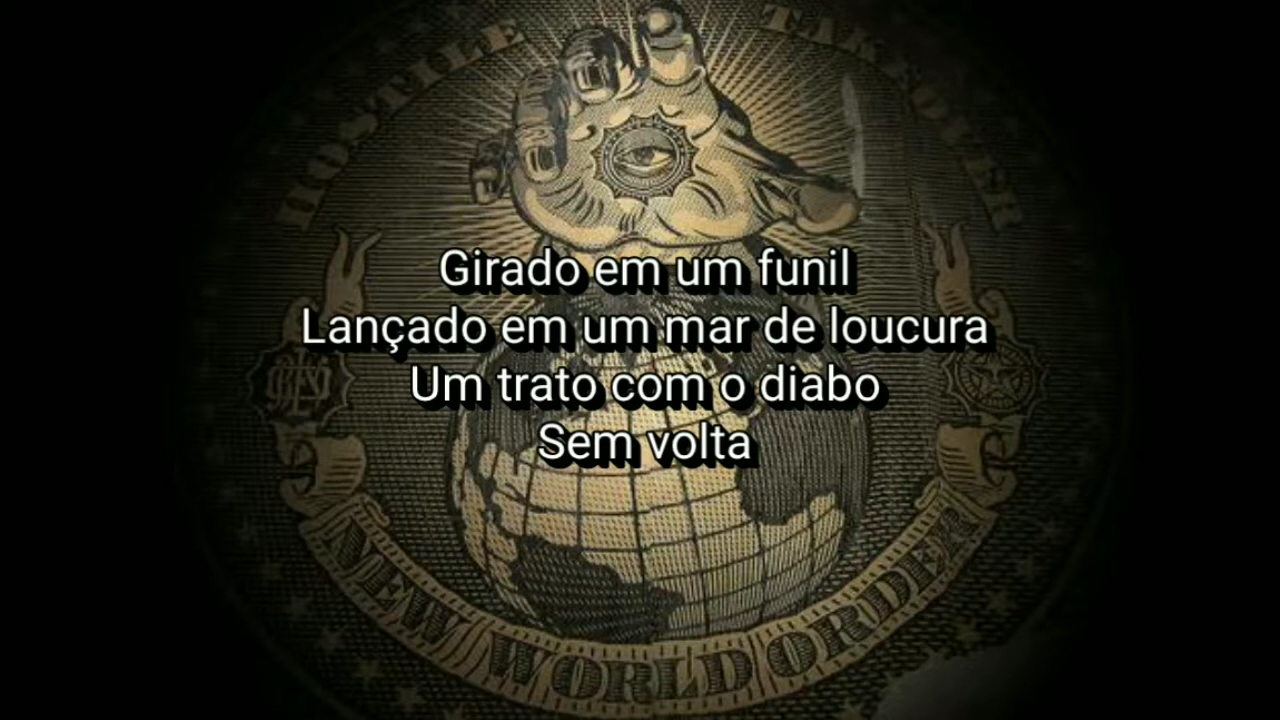 HOSTILE TAKEOVER
Girado em um funil
Lançado em um mar de loucura
Um trato com o diabo
Sem volta
NEW WORLD ORDER